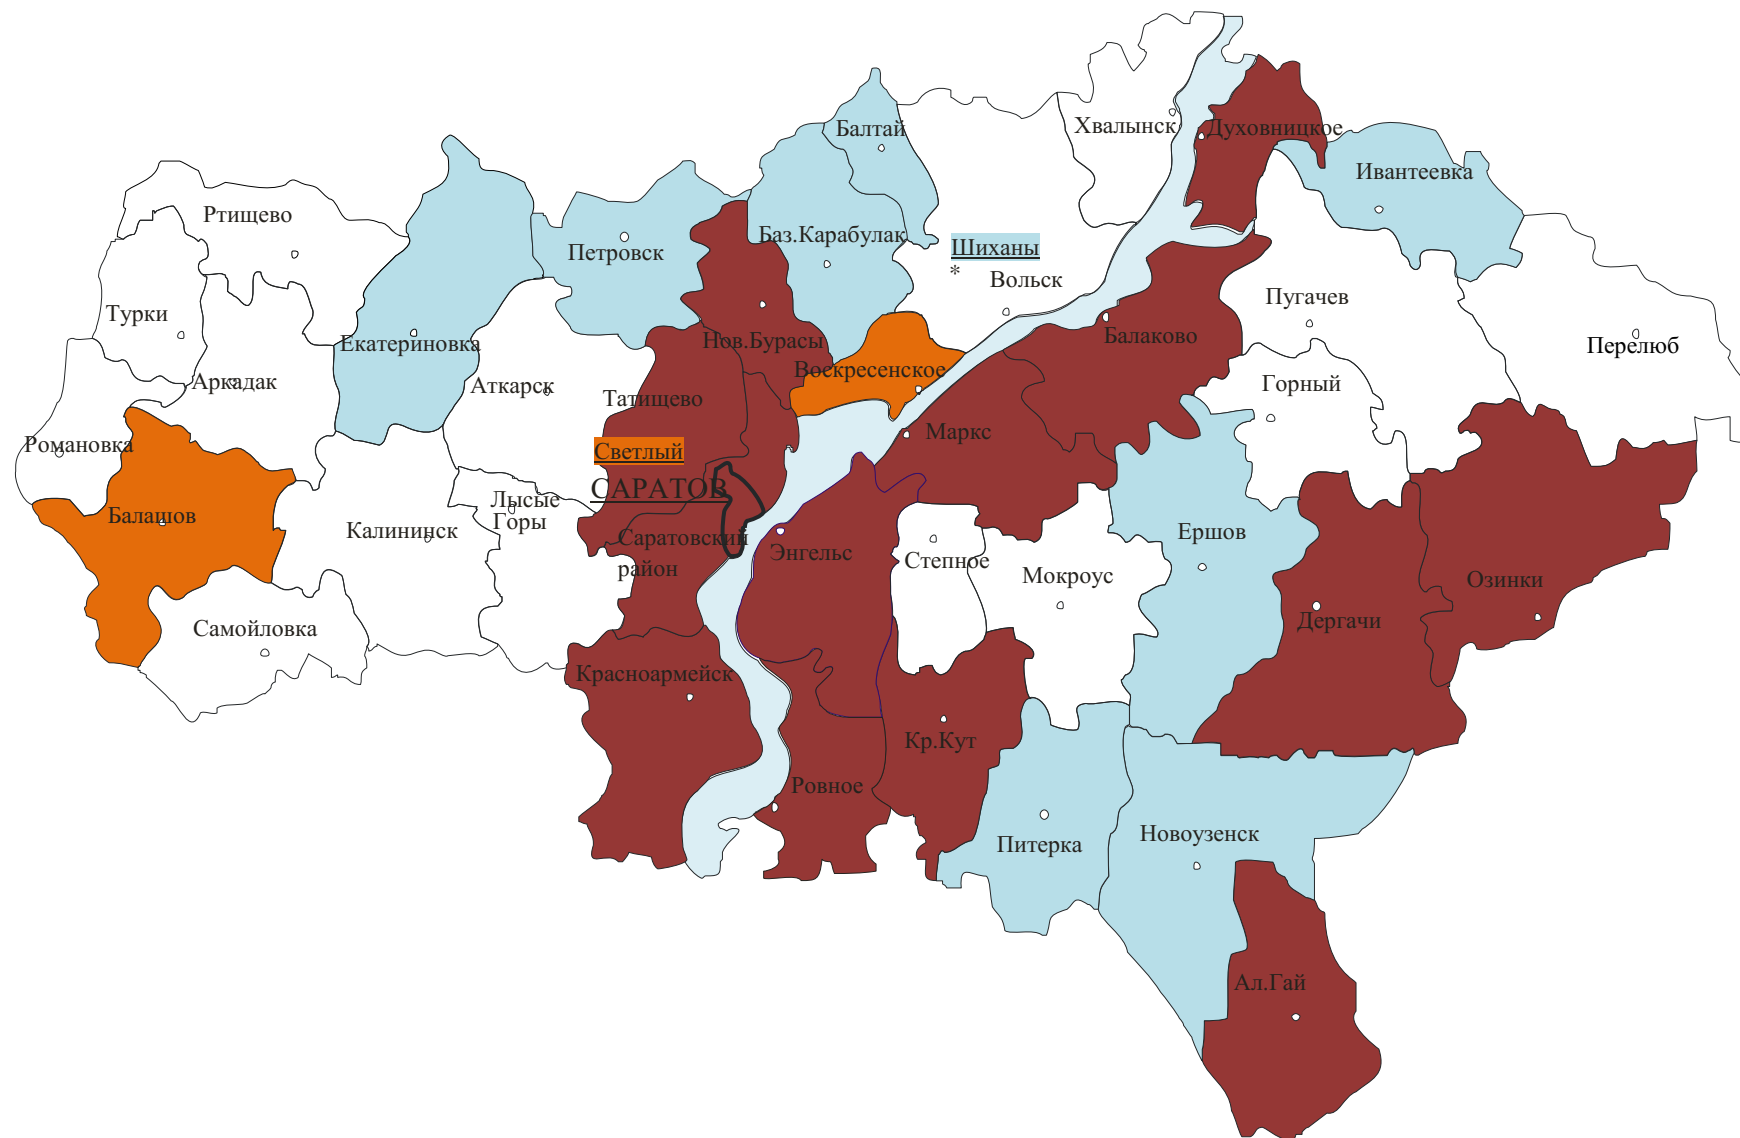 Хвалынск
Духовницкое
Балтай
Ивантеевка
Ртищево
Баз.Карабулак
Шиханы
*
Петровск
Вольск
Пугачев
Турки
Балаково
Нов.Бурасы
Екатериновка
Перелюб
Воскресенское
Аркадак
Аткарск
Горный
Татищево
Маркс
Романовка
Светлый
САРАТОВ
Лысые
Горы
Балашов
Калининск
Ершов
Саратовский
район
Энгельс
Степное
Мокроус
Озинки
Дергачи
Самойловка
Красноармейск
Кр.Кут
Ровное
Питерка
Новоузенск
Ал.Гай